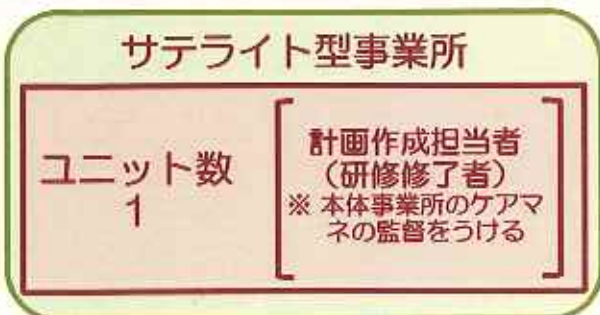 サテライト型事業所
ユニット数
1
計画作成担当者
(研修修了者)
※ 本体事業所のケアマ
ネの監督をうける